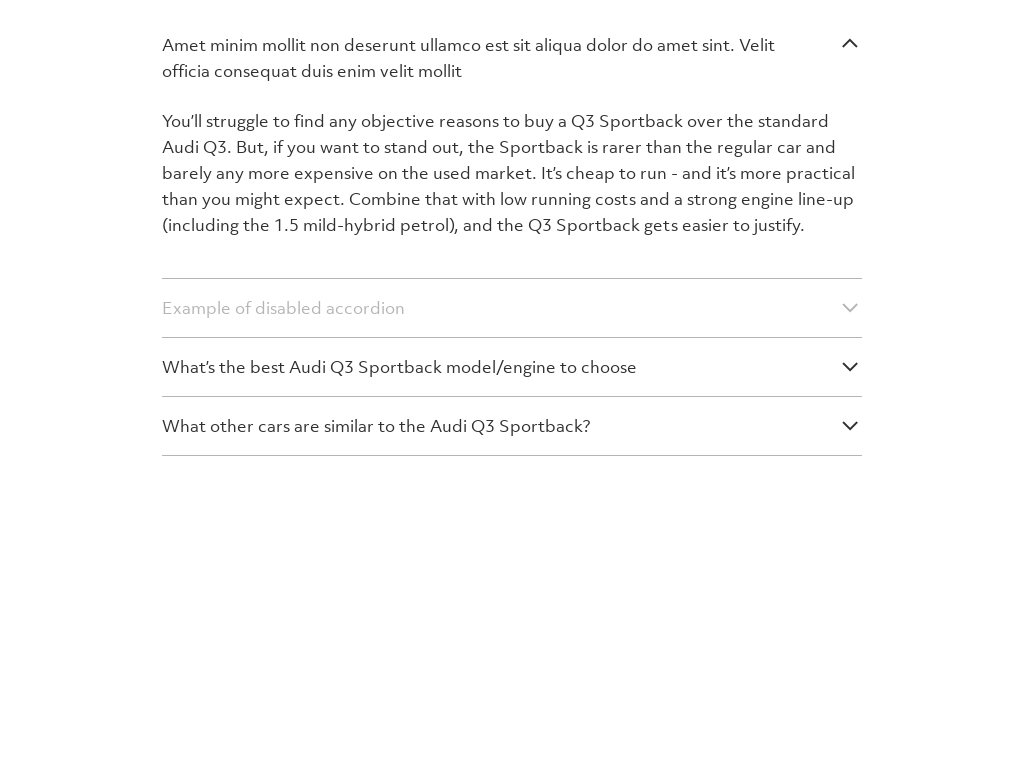 Amet minim mollit non deserunt ullamco est sit aliqua dolor do amet sint. Velit
officia consequat duis enim velit mollit
You'll struggle to find any objective reasons to buy a Q3 Sportback over the standard
Audi Q3. But, if you want to stand out, the Sportback is rarer than the regular car and
barely any more expensive on the used market. It's cheap to run - and it's more practical
than you might expect. Combine that with low running costs and a strong engine line-up
(including the 1.5 mild-hybrid petrol), and the Q3 Sportback gets easier to justify.
Example of disabled accordion
What's the best Audi Q3 Sportback model/engine to choose
What other cars are similar to the Audi Q3 Sportback?